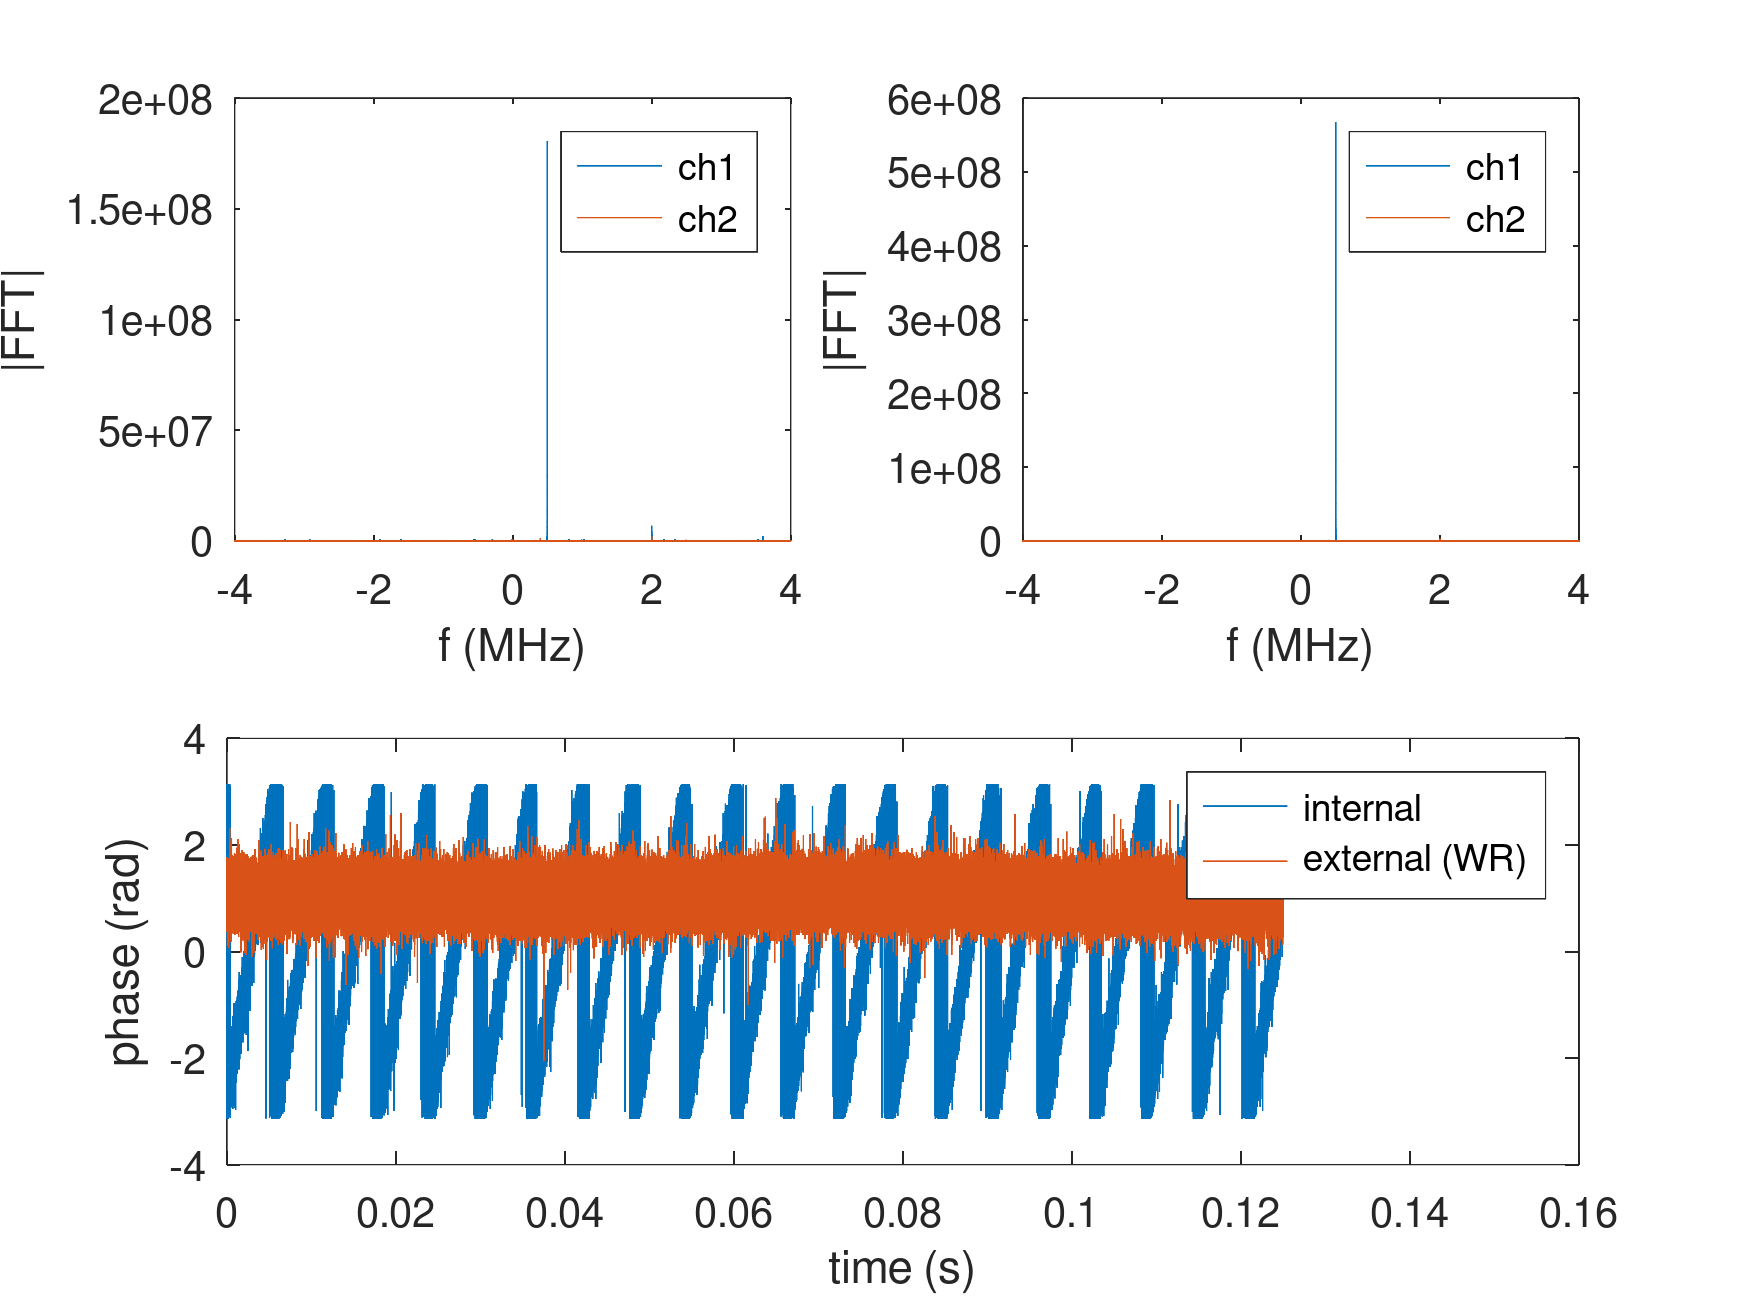 2e+08
1.5e+08
1e+08
5e+07
0
|FFT|
-4 -2 0 2 4
f (MHz)
ch1
ch2
6e+08
5e+08
4e+08
3e+08
2e+08
1e+08
0
|FFT|
-4 -2 0 2 4
f (MHz)
ch1
ch2
4
2
0
-2
-4
phase (rad)
0 0.02 0.04 0.06 0.08 0.1 0.12 0.14 0.16
time (s)
internal
external (WR)